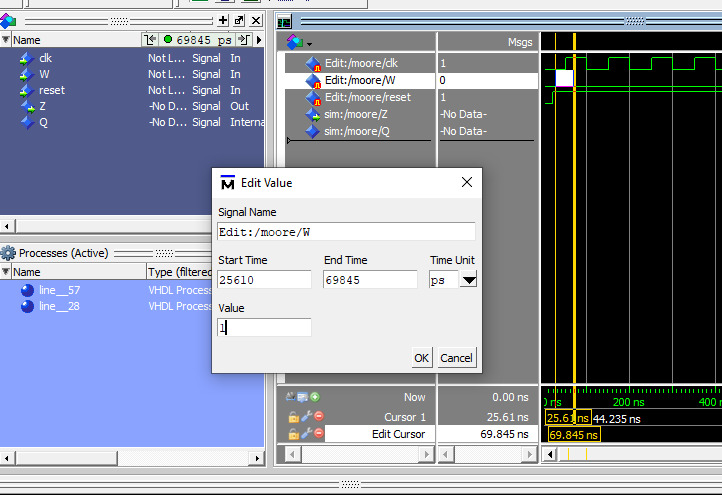 Name 69845 ps
clk Not L... Signal In
W Not L... Signal In
reset Not L... Signal In
Z -No D... Signal Out
Q -No D... Signal Interna
Processes (Active)
Name Type (filtered
line__57 VHDL Proces
line__28 VHDL Proces
Msgs
Edit:/moore/clk 1
Edit:/moore/W 0
Edit:/moore/reset 1
sim:/moore/Z -No Data-
sim:/moore/Q -No Data-
Edit Value
Signal Name
Edit:/moore/W
Start Time End Time Time Unit
25610 69845 ps
Value
1
OK Cancel
Now 0.00 ns
Cursor 1 25.61 ns
Edit Cursor 69.845 ns
ns 200 ns 400 n
25.61 ns 44.235 ns
69.845 ns